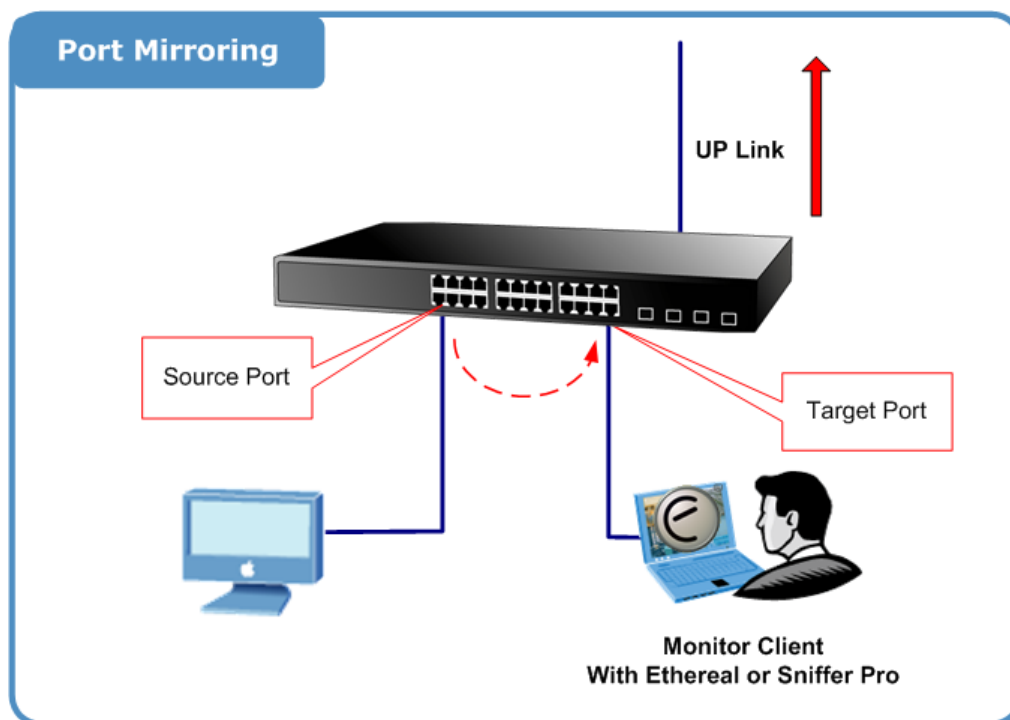 Port Mirroring
UP Link
Source Port
Target Port
Monitor Client
With Ethereal or Sniffer Pro